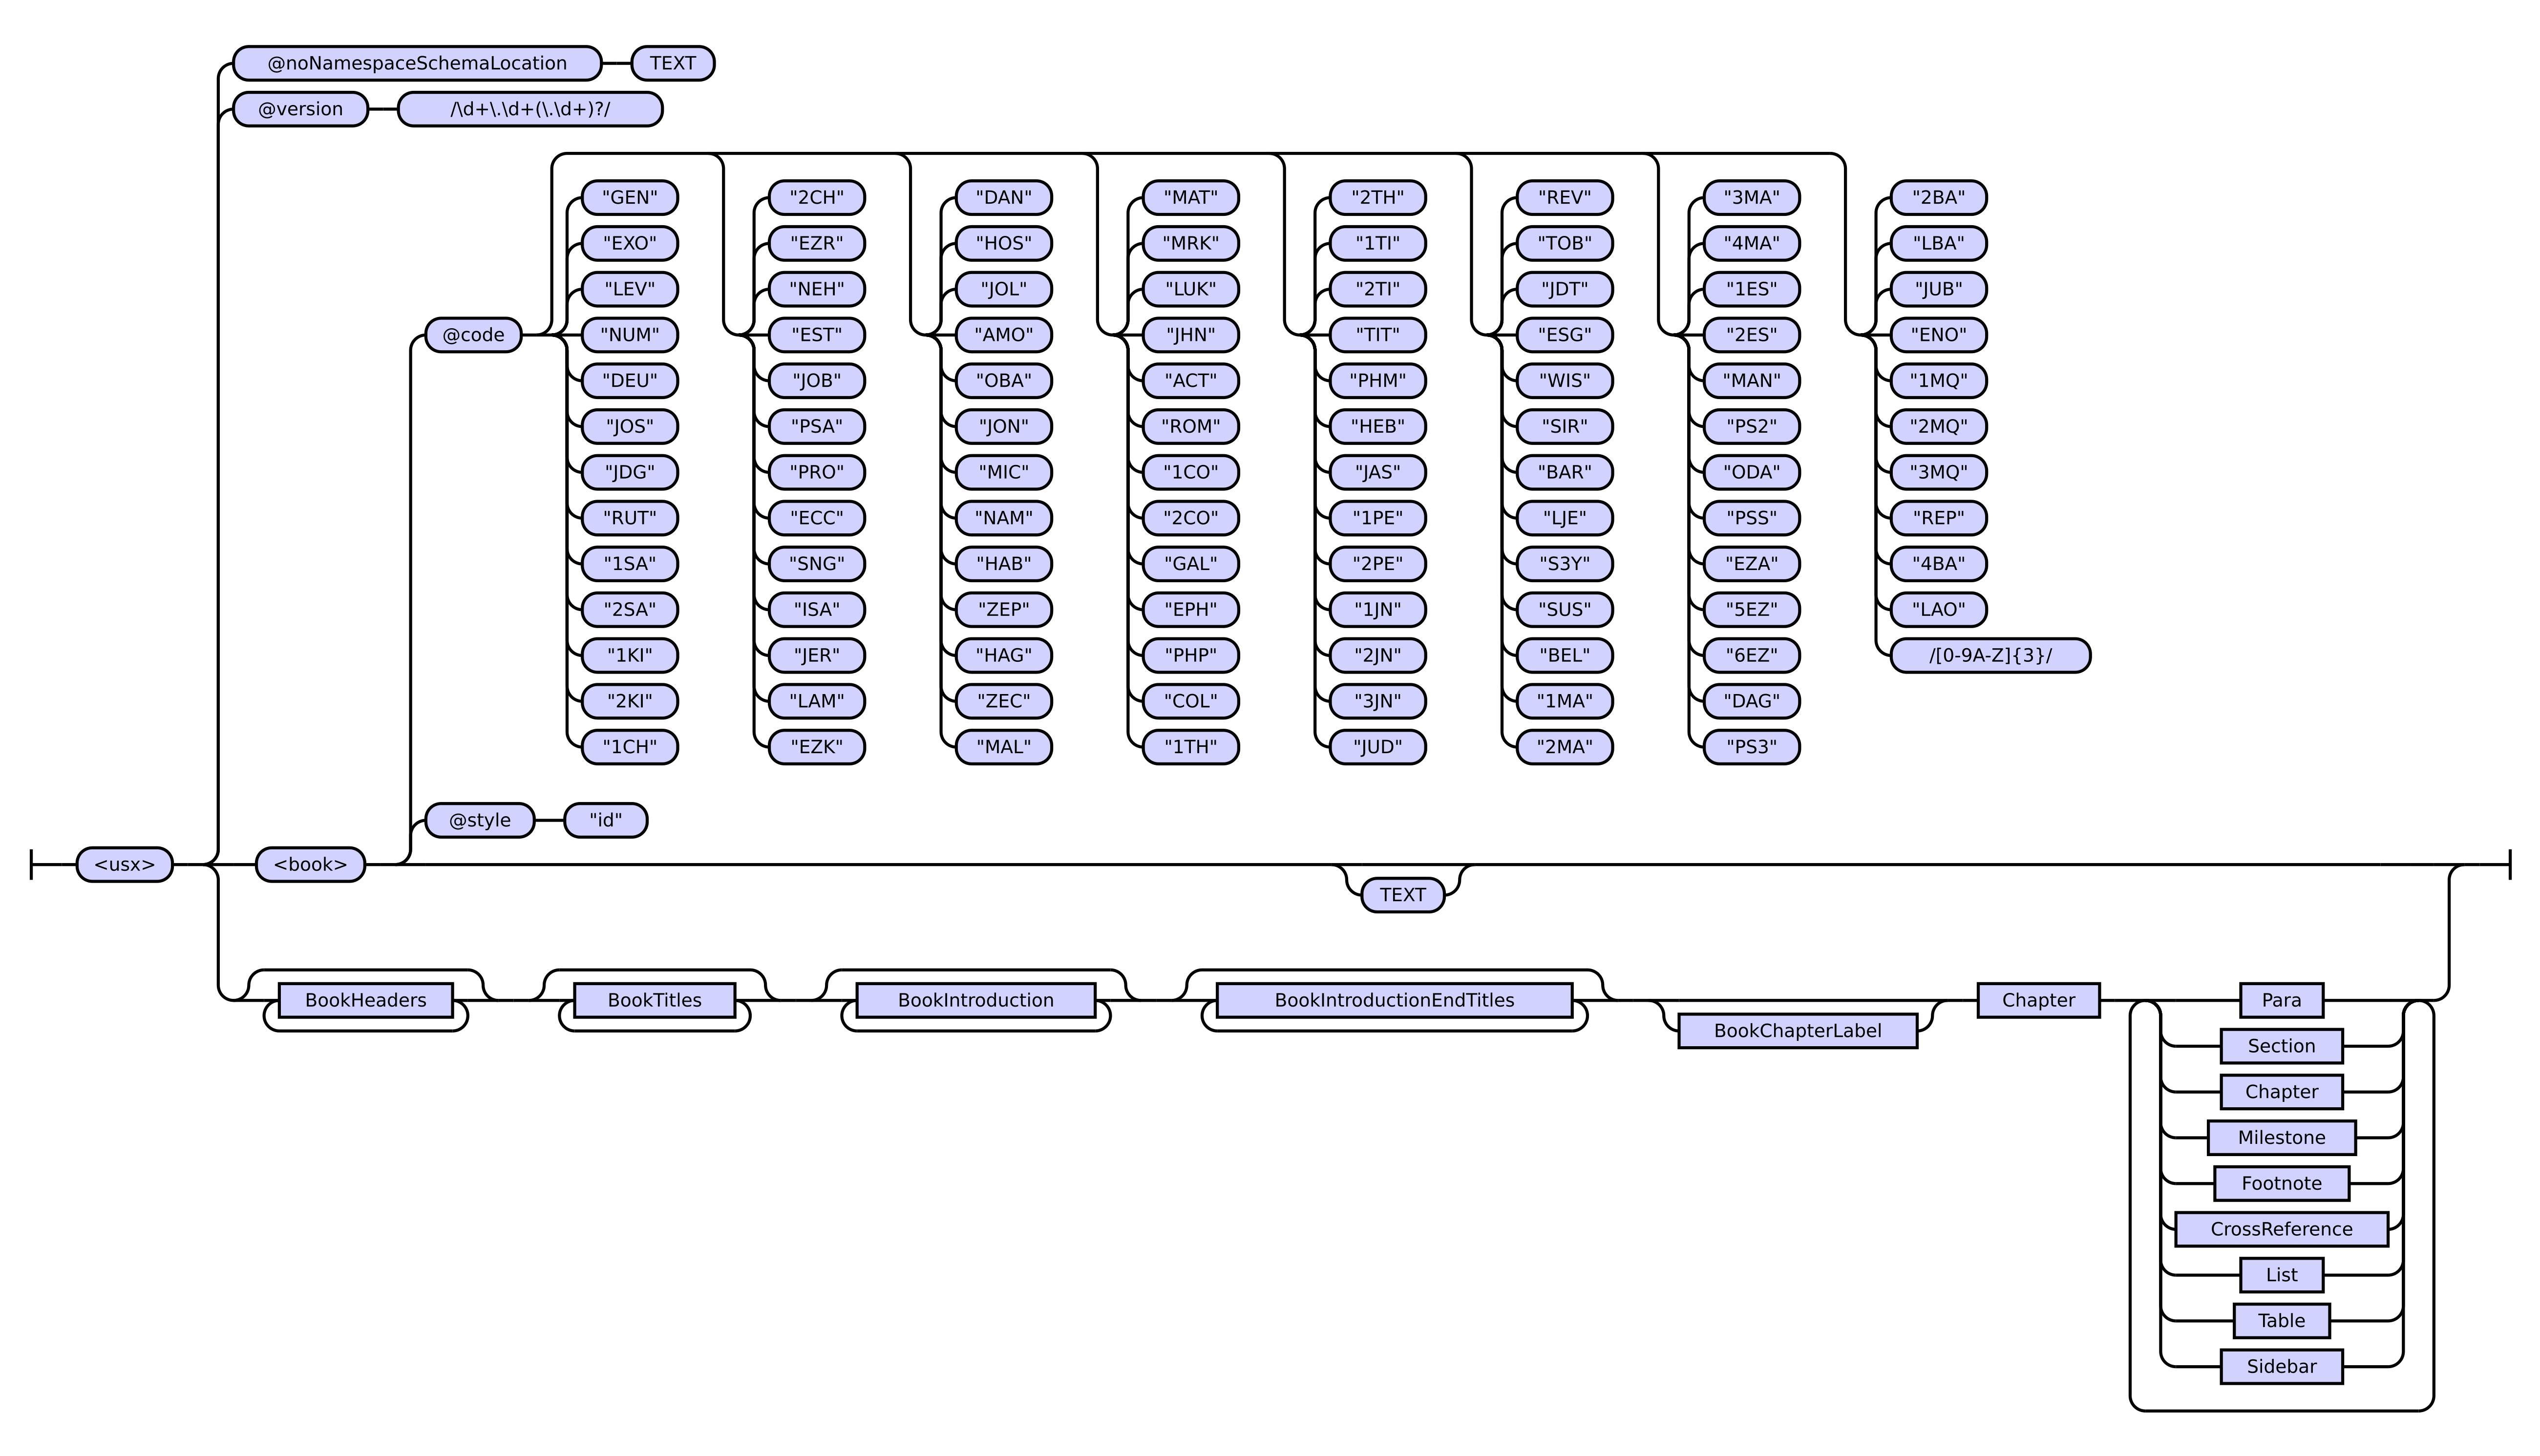 @noNamespaceSchemaLocation TEXT
@version /\d+\.\d+(\.\d+)?/
"GEN" "2CH" "DAN" "MAT" "2TH" "REV" "3MA" "2BA"
"EXO" "EZR" "HOS" "MRK" "1TI" "TOB" "4MA" "LBA"
"LEV" "NEH" "JOL" "LUK" "2TI" "JDT" "1ES" "JUB"
@code "NUM" "EST" "AMO" "JHN" "TIT" "ESG" "2ES" "ENO"
"DEU" "JOB" "OBA" "ACT" "PHM" "WIS" "MAN" "1MQ"
"JOS" "PSA" "JON" "ROM" "HEB" "SIR" "PS2" "2MQ"
"JDG" "PRO" "MIC" "1CO" "JAS" "BAR" "ODA" "3MQ"
"RUT" "ECC" "NAM" "2CO" "1PE" "LJE" "PSS" "REP"
"1SA" "SNG" "HAB" "GAL" "2PE" "S3Y" "EZA" "4BA"
"2SA" "ISA" "ZEP" "EPH" "1JN" "SUS" "5EZ" "LAO"
"1KI" "JER" "HAG" "PHP" "2JN" "BEL" "6EZ" /[0-9A-Z]{3}/
"2KI" "LAM" "ZEC" "COL" "3JN" "1MA" "DAG"
"1CH" "EZK" "MAL" "1TH" "JUD" "2MA" "PS3"
@style "id"
<usx> <book>
TEXT
BookHeaders BookTitles BookIntroduction BookIntroductionEndTitles Chapter Para
BookChapterLabel
Section
Chapter
Milestone
Footnote
CrossReference
List
Table
Sidebar